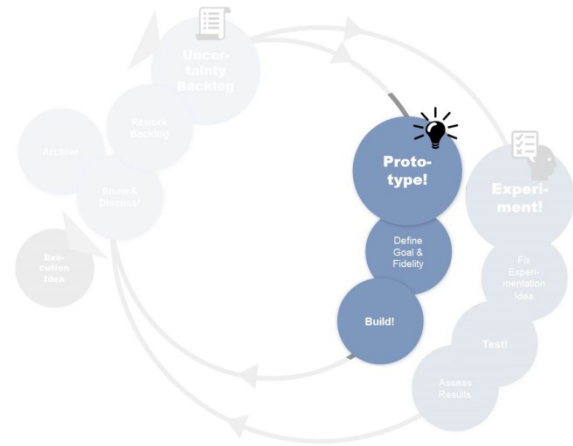 Uncer-
tainty
Backlog
Rework
Backlog
Archive
Show &
Discuss!
Exe-
cution
Idea
Proto-
type!
Define
Goal &
Fidelity
Build!
Experi-
ment!
Fix
Experi-
mentation
Idea
Test!
Assess
Results